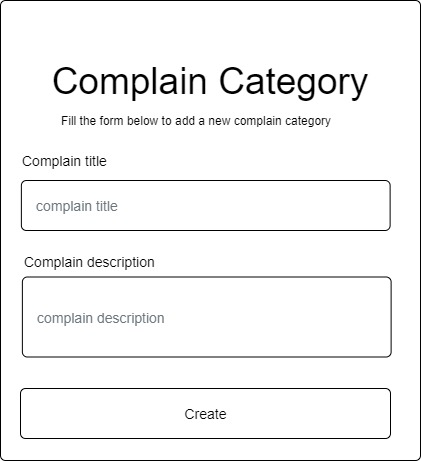 Complain Category
Fill the form below to add a new complain category
Complain title
complain title
Complain description
complain description
Create